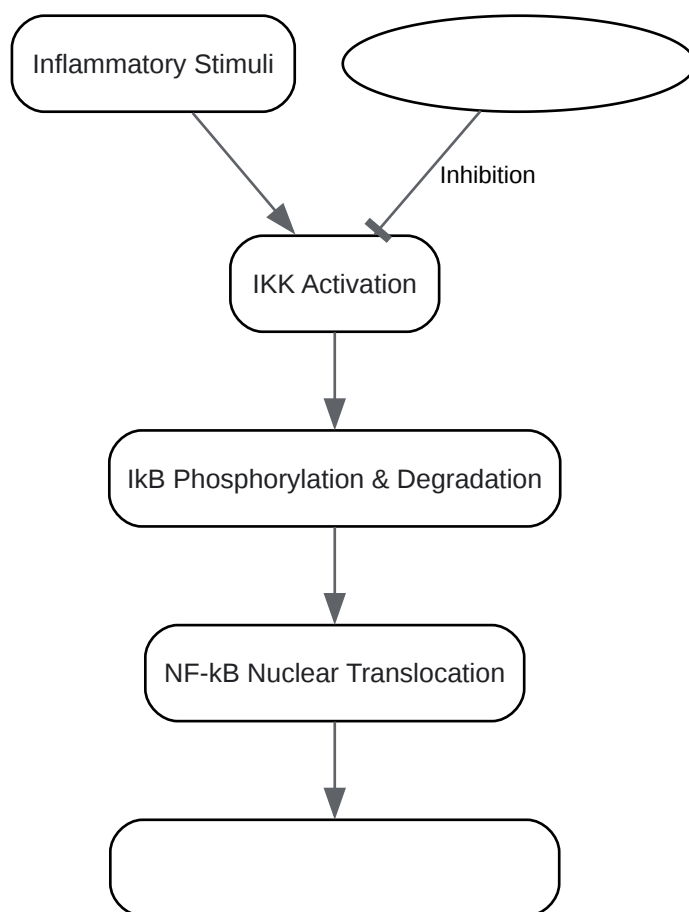 Inflammatory Stimuli
Inhibition
IKK Activation
IkB Phosphorylation & Degradation
NF-kB Nuclear Translocation